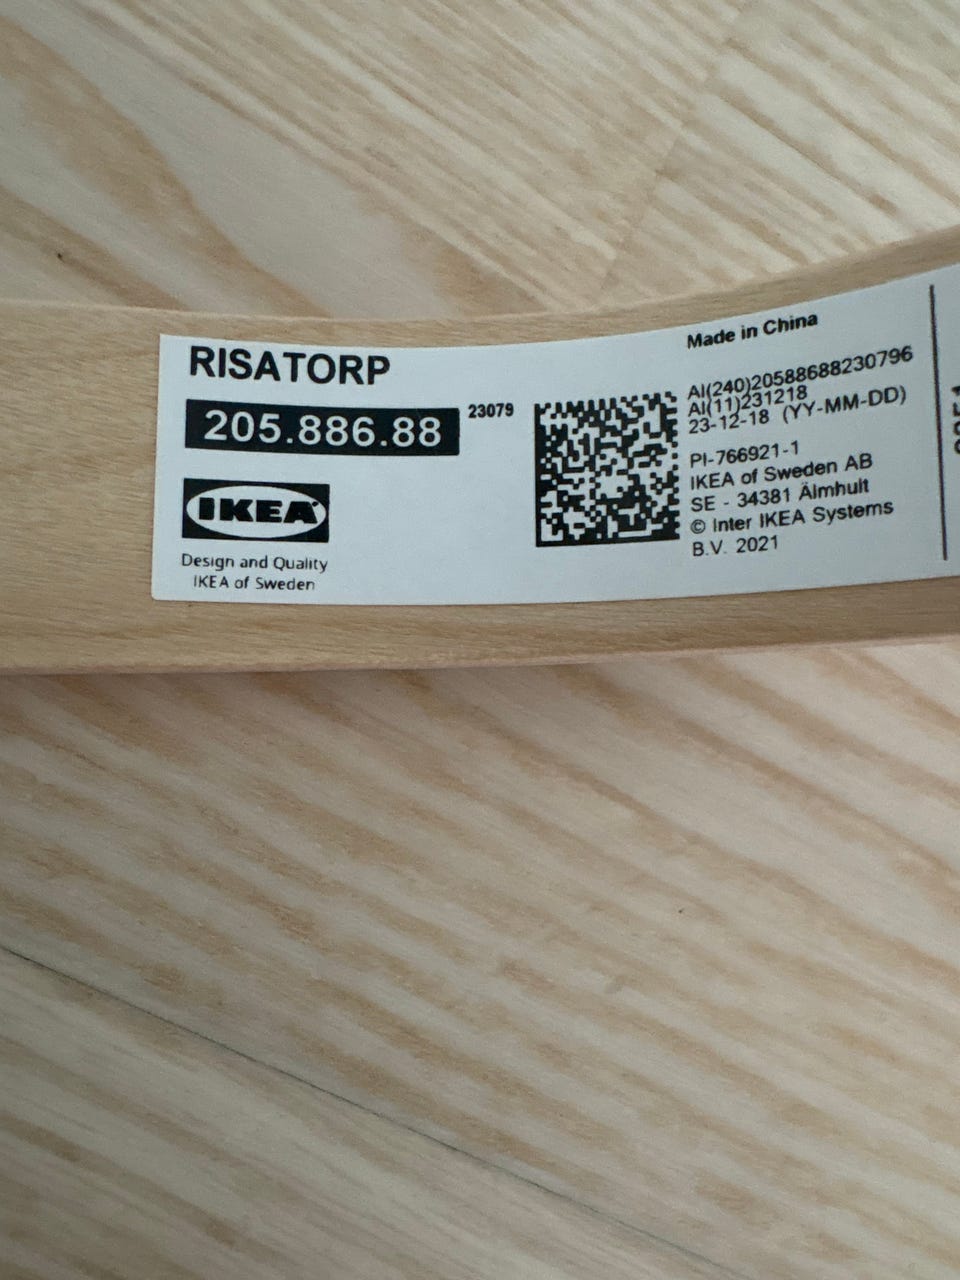 RISATORP
205.886.88
23079
IKEA
Design and Quality
IKEA of Sweden
Made in China
AI(240)20588688230796
AI(11)231218
23-12-18 (YY-MM-DD)
PI-766921-1
IKEA of Sweden AB
SE - 34381 Älmhult
© Inter IKEA Systems
B.V. 2021